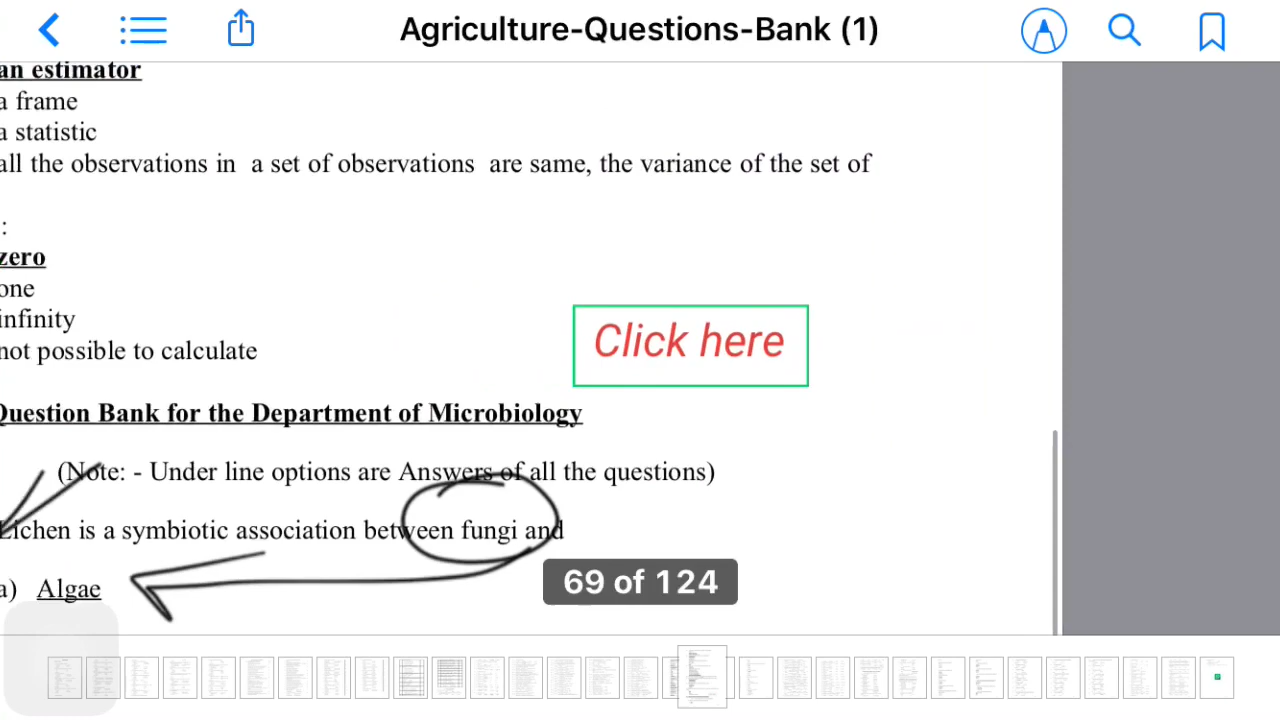 Agriculture-Questions-Bank (1)
an estimator
a frame
a statistic
all the observations in a set of observations are same, the variance of the set of
:
zero
one
infinity
not possible to calculate
Click here
Question Bank for the Department of Microbiology
(Note: - Under line options are Answers of all the questions)
Lichen is a symbiotic association between fungi and
a) Algae
69 of 124